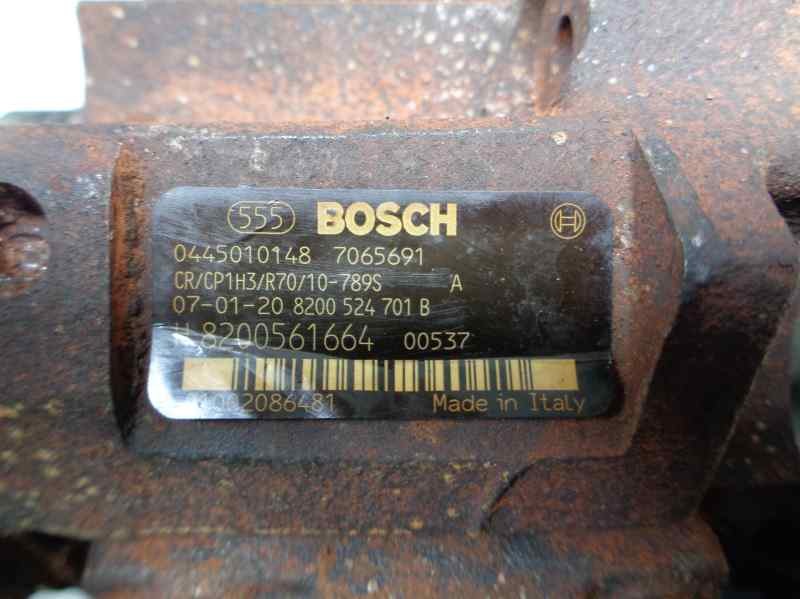 555 BOSCH
0445010148 7065691
CR/CP1H3/R70/10-789S A
07-01-20 8200 524 701 B
H 8200561664 00537
01002086481 Made in Italy